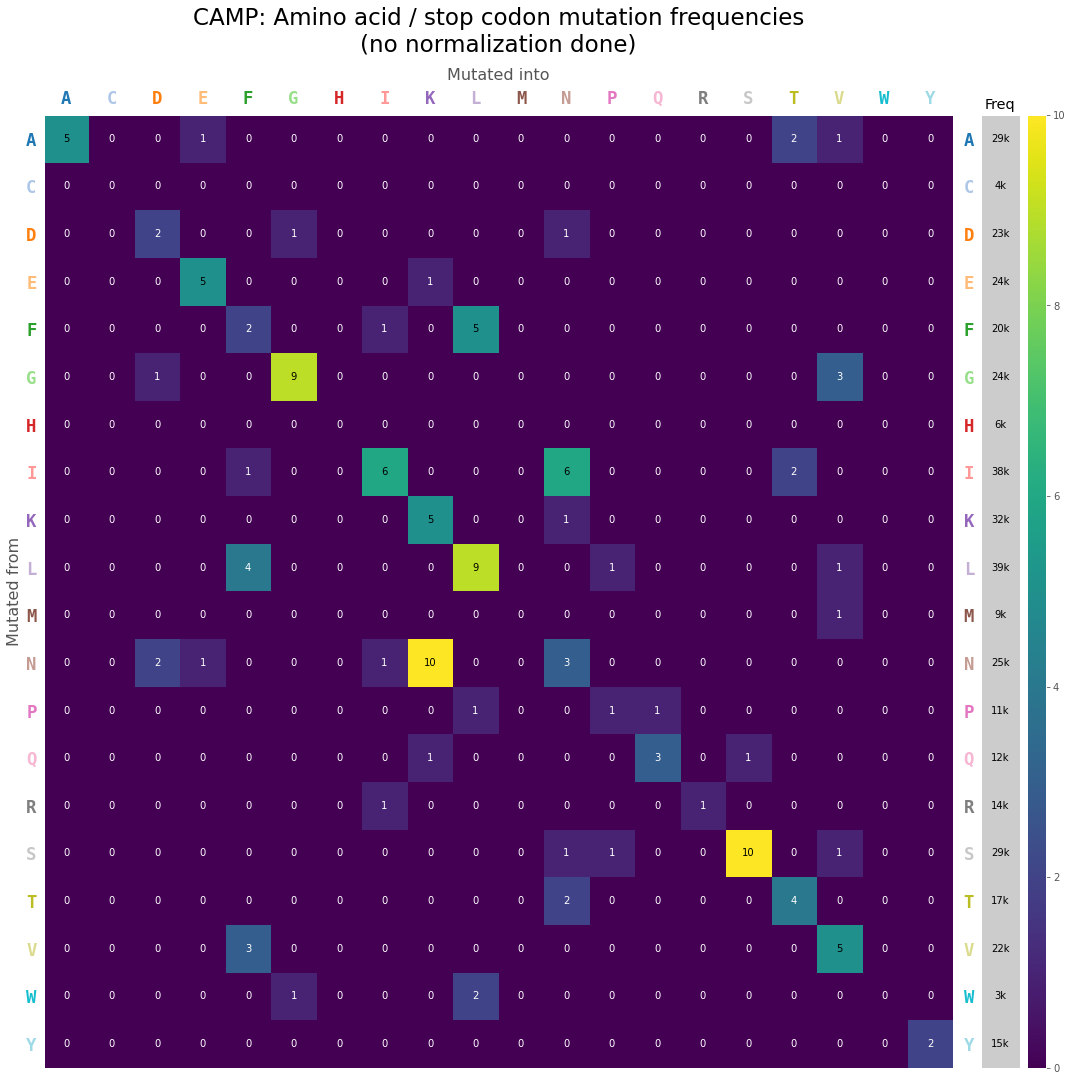 CAMP: Amino acid / stop codon mutation frequencies
(no normalization done)
Mutated into
A C D E F G H I K L M N P Q R S T V W Y
Freq
A 5 0 0 1 0 0 0 0 0 0 0 0 0 0 0 0 2 1 0 0 A 29k
C 0 0 0 0 0 0 0 0 0 0 0 0 0 0 0 0 0 0 0 0 C 4k
D 0 0 2 0 0 1 0 0 0 0 0 1 0 0 0 0 0 0 0 0 D 23k
E 0 0 0 5 0 0 0 0 1 0 0 0 0 0 0 0 0 0 0 0 E 24k
F 0 0 0 0 2 0 0 1 0 5 0 0 0 0 0 0 0 0 0 0 F 20k
G 0 0 1 0 0 9 0 0 0 0 0 0 0 0 0 0 0 3 0 0 G 24k
H 0 0 0 0 0 0 0 0 0 0 0 0 0 0 0 0 0 0 0 0 H 6k
I 0 0 0 0 1 0 0 6 0 0 0 6 0 0 0 0 2 0 0 0 I 38k
K 0 0 0 0 0 0 0 0 5 0 0 1 0 0 0 0 0 0 0 0 K 32k
L 0 0 0 0 4 0 0 0 0 9 0 0 1 0 0 0 0 1 0 0 L 39k
M 0 0 0 0 0 0 0 0 0 0 0 0 0 0 0 0 0 1 0 0 M 9k
N 0 0 2 1 0 0 0 1 10 0 0 3 0 0 0 0 0 0 0 0 N 25k
P 0 0 0 0 0 0 0 0 0 1 0 0 1 1 0 0 0 0 0 0 P 11k
Q 0 0 0 0 0 0 0 0 1 0 0 0 0 3 0 1 0 0 0 0 Q 12k
R 0 0 0 0 0 0 0 1 0 0 0 0 0 0 1 0 0 0 0 0 R 14k
S 0 0 0 0 0 0 0 0 0 0 0 1 1 0 0 10 0 1 0 0 S 29k
T 0 0 0 0 0 0 0 0 0 0 0 2 0 0 0 0 4 0 0 0 T 17k
V 0 0 0 0 3 0 0 0 0 0 0 0 0 0 0 0 0 5 0 0 V 22k
W 0 0 0 0 0 1 0 0 0 2 0 0 0 0 0 0 0 0 0 0 W 3k
Y 0 0 0 0 0 0 0 0 0 0 0 0 0 0 0 0 0 0 0 2 Y 15k
Mutated from
10
8
6
4
2
0